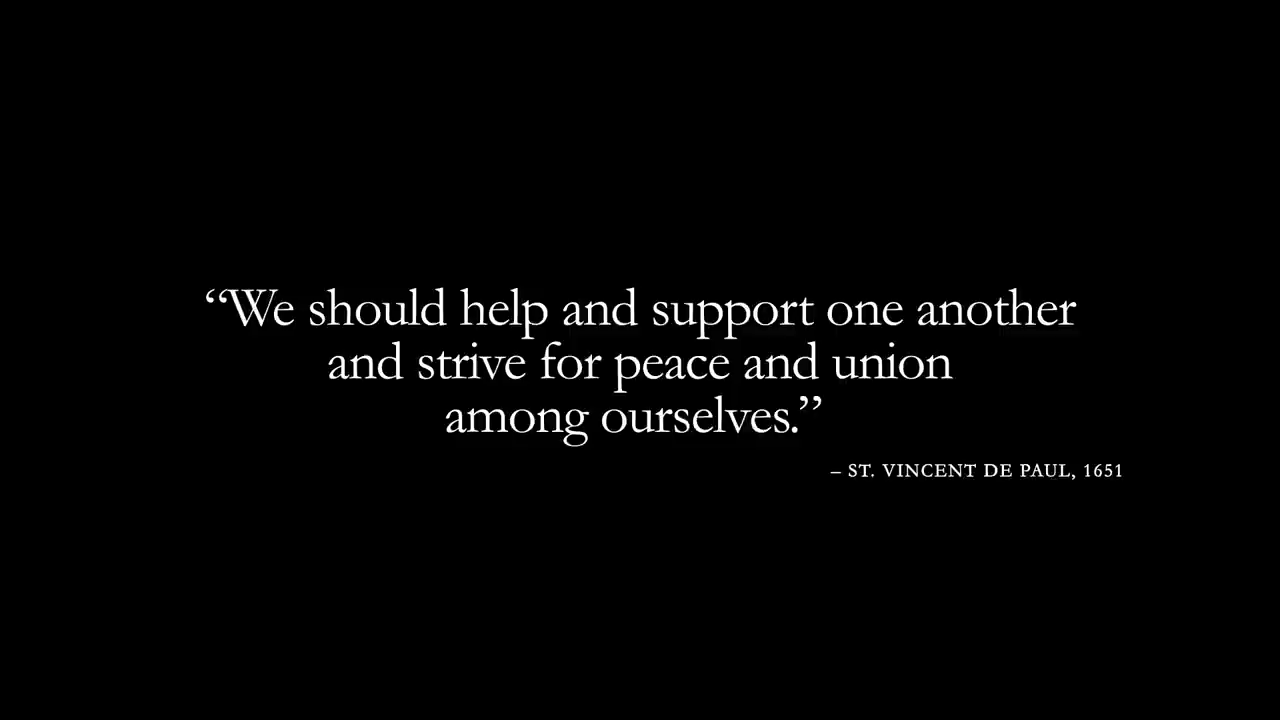 “We should help and support one another
and strive for peace and union
among ourselves.”
– ST. VINCENT DE PAUL, 1651